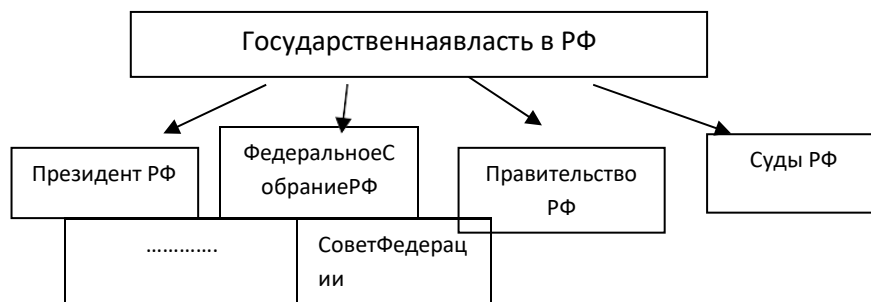 Государственнаявласть в РФ
Президент РФ
ФедеральноеС
обраниеРФ
Правительство
РФ
Суды РФ
………….
СоветФедерац
ии